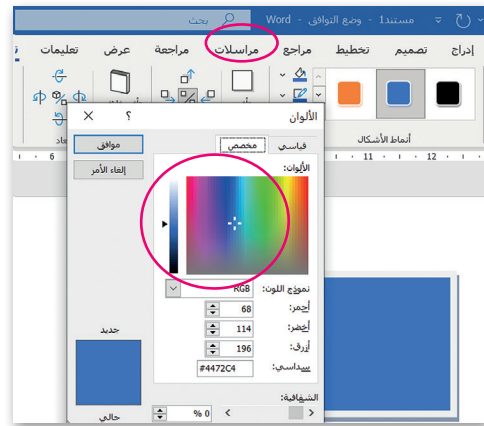 مستند1 - وضع التوافق - Word
بحث
إدراج تصميم تخطيط مراجع مراسلات مراجعة عرض تعليمات
أنماط الأشكال
6 · ı · 11 · ı · 12 · ı
الألوان ؟ X
قياسي مخصص
موافق
إلغاء الأمر
الألوان:
نموذج اللون: RGB
أحمر: 68
أخضر: 114
أزرق: 196
سداسي: #4472C4
الشفافية:
% 0
جديد
حالي